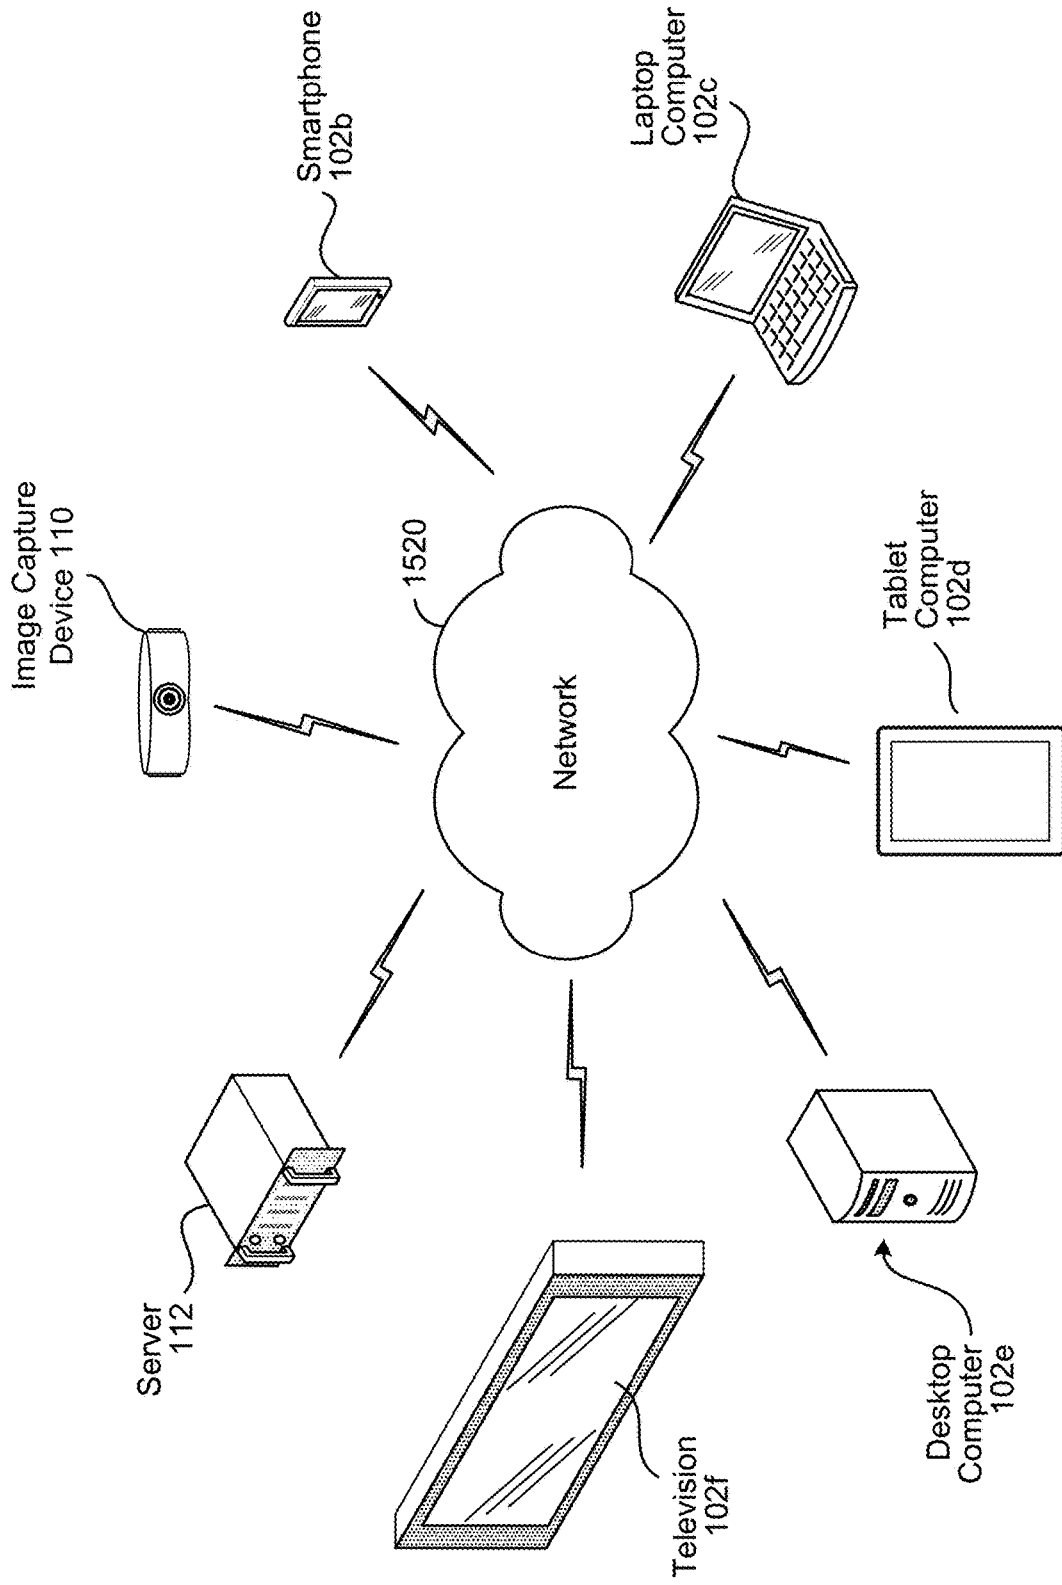 Image Capture
Device 110
Smartphone
102b
Server
112
1520
Network
Laptop
Computer
102c
Television
102f
Tablet
Computer
102d
Desktop
Computer
102e